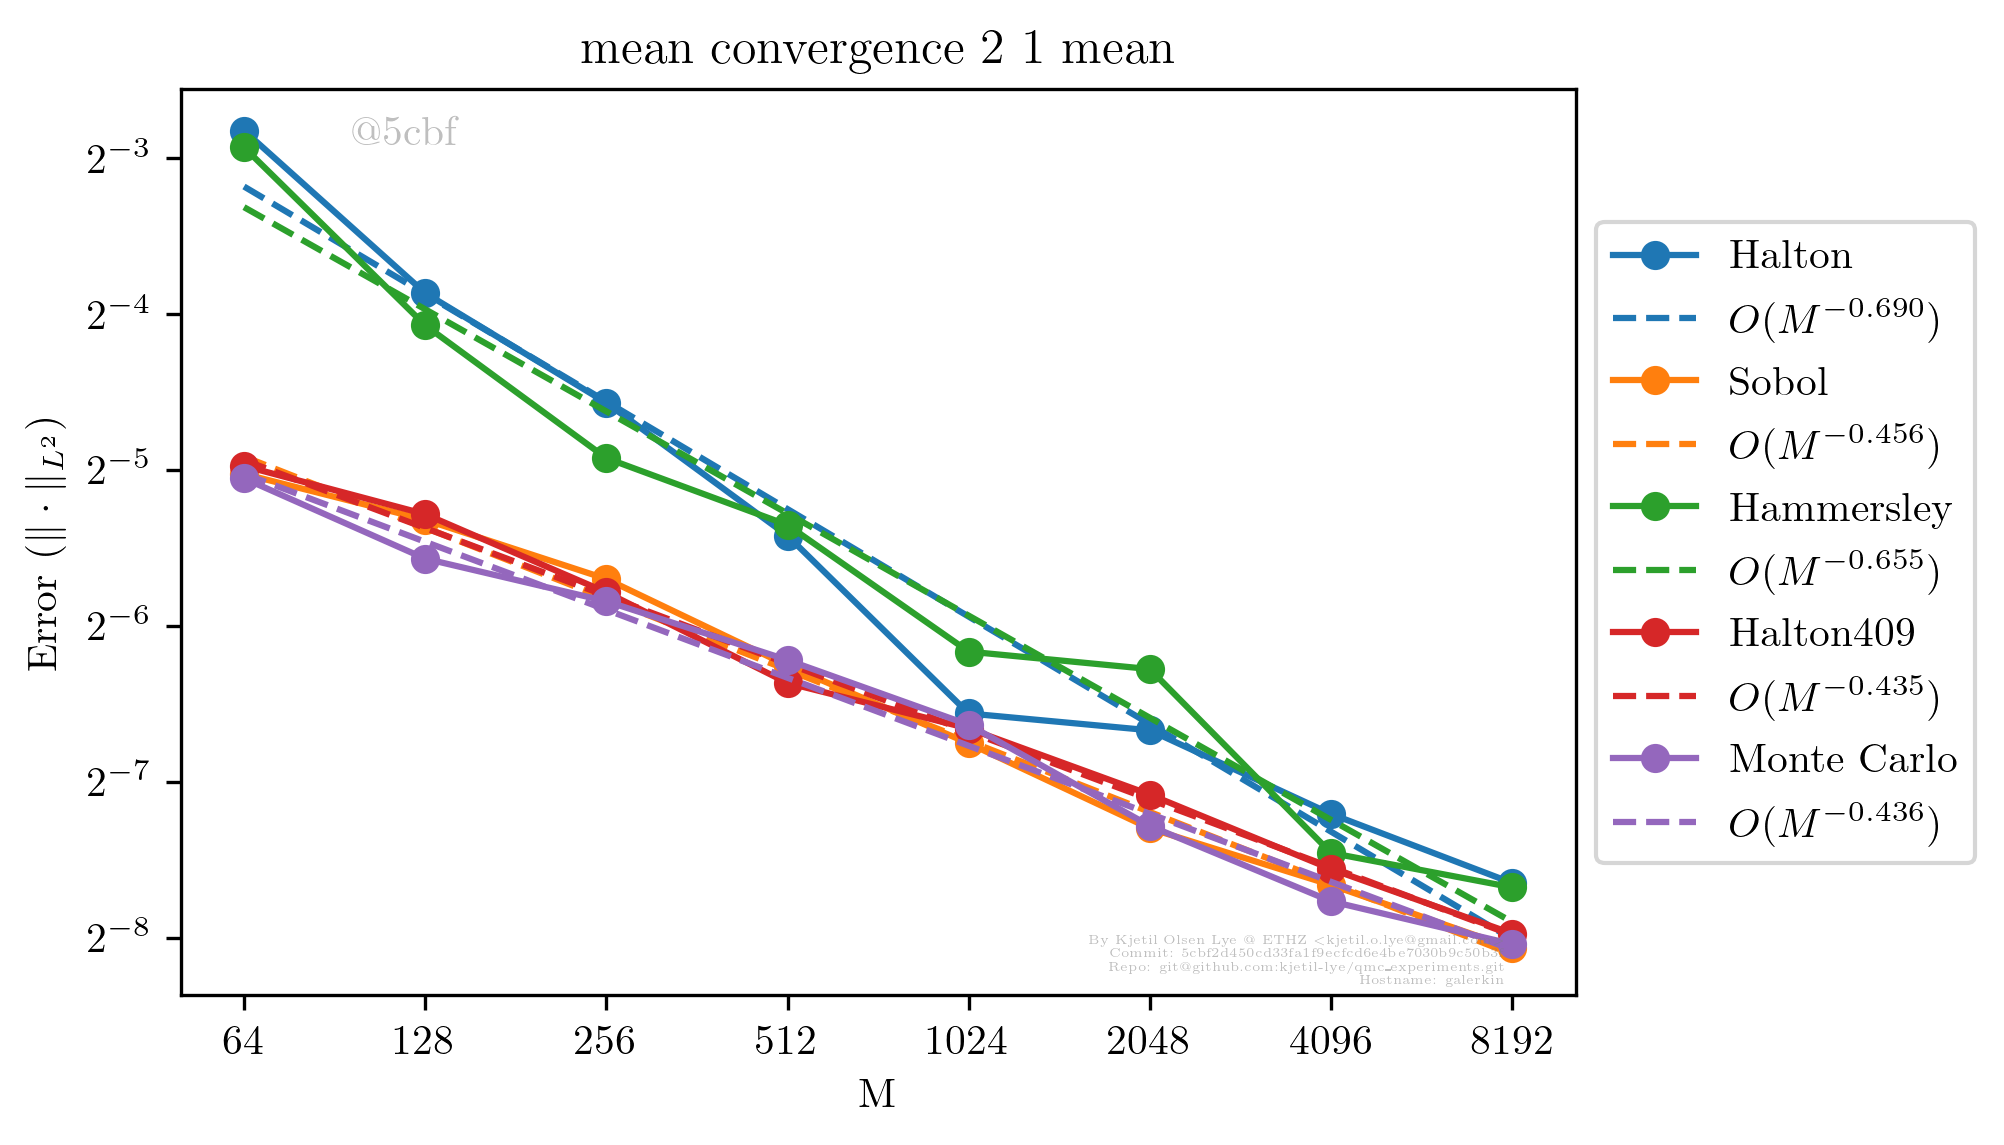 mean convergence 2 1 mean
@5cbf
2^{-3}
2^{-4}
2^{-5}
2^{-6}
2^{-7}
2^{-8}
Error (‖ · ‖_{L^2})
64 128 256 512 1024 2048 4096 8192
M
Halton
O(M^{-0.690})
Sobol
O(M^{-0.456})
Hammersley
O(M^{-0.655})
Halton409
O(M^{-0.435})
Monte Carlo
O(M^{-0.436})
By Kjetil Olsen Lye @ ETHZ
Commit:
Repo: git@github.com:kjetil-lye/qmc_experiments.git
Hostname: galerkin